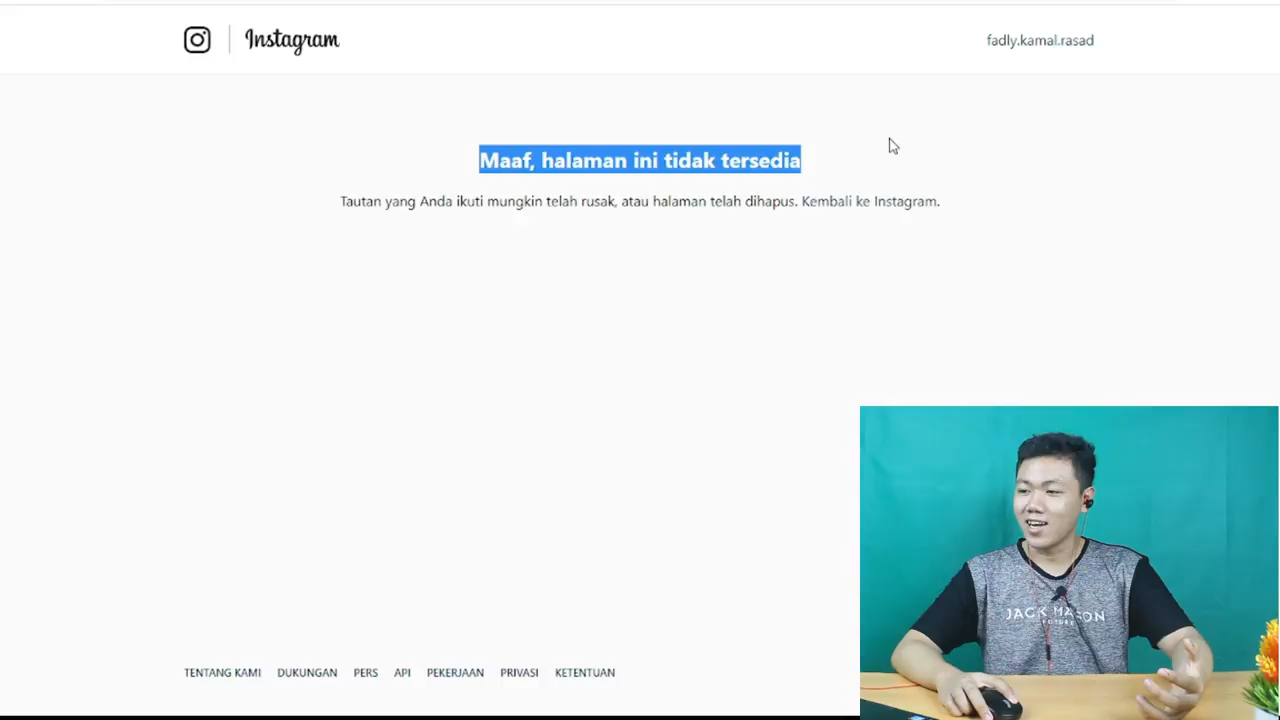 Instagram
fadly.kamal.rasad
Maaf, halaman ini tidak tersedia
Tautan yang Anda ikuti mungkin telah rusak, atau halaman telah dihapus. Kembali ke Instagram.
JACK MASON
FUTURE
TENTANG KAMI DUKUNGAN PERS API PEKERJAAN PRIVASI KETENTUAN